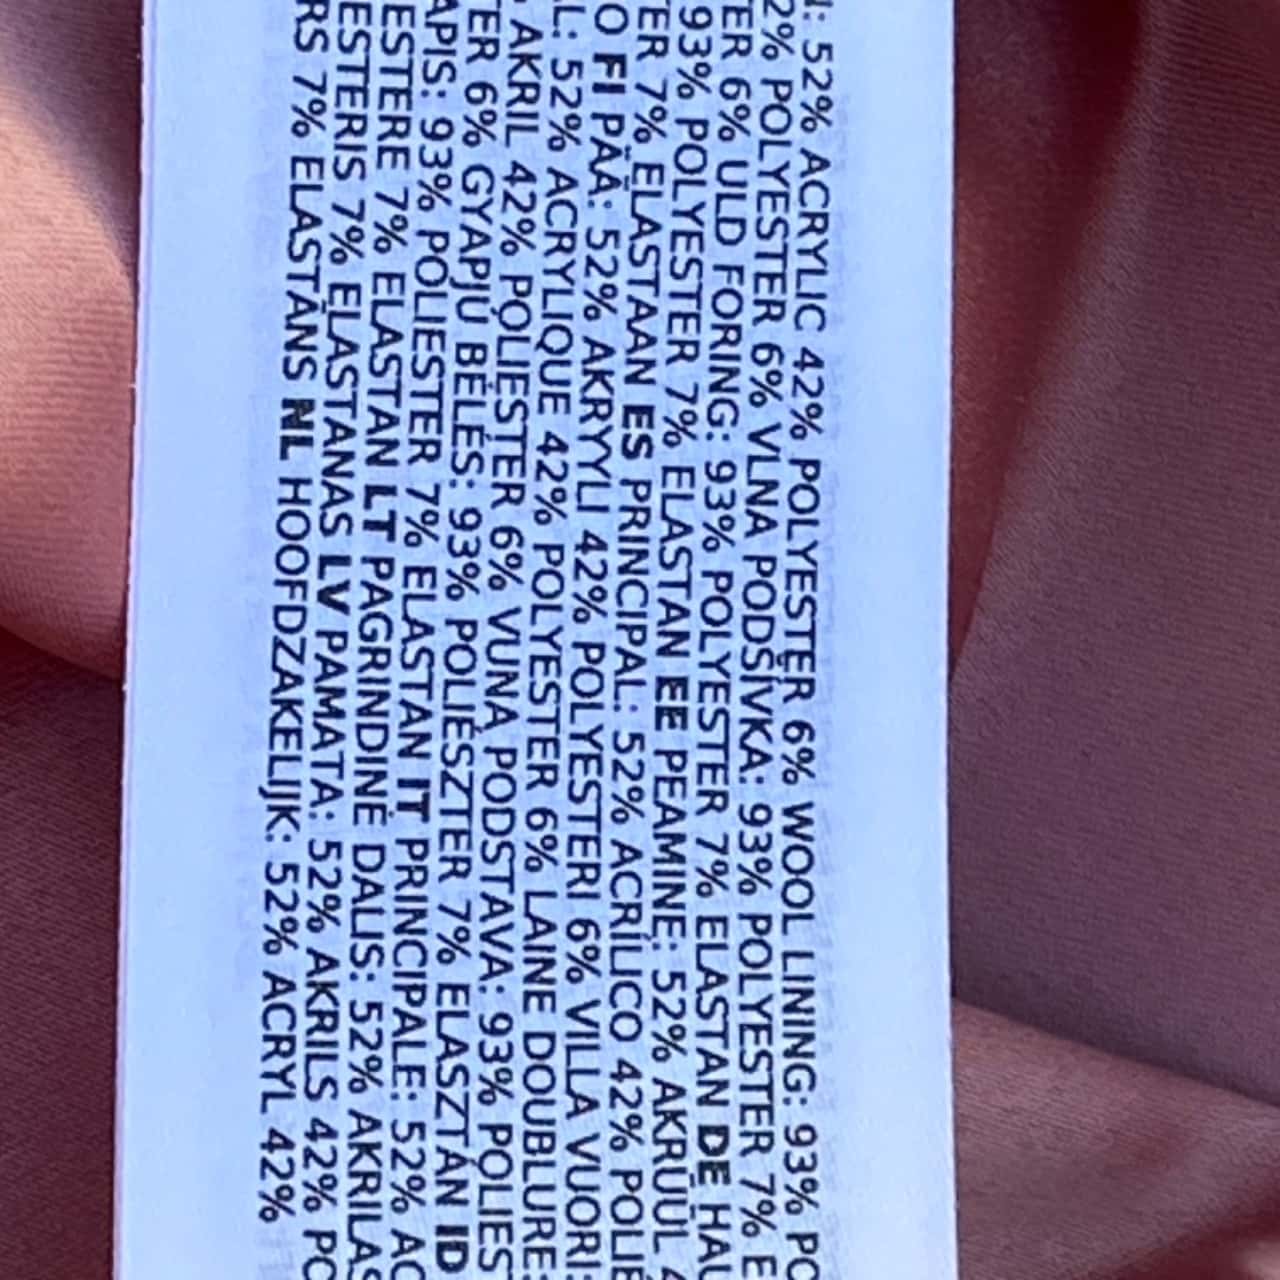 : 52% ACRYLIC 42% POLYESTER 6% WOOL LINING: 93%
2% POLYESTER 6% VLNA PODŠÍVKA: 93% POLYESTER 7%
TER 6% ULD FORING: 93% POLYESTER 7% ELASTAN DE
93% POLYESTER 7% ELASTAN EE PEAMINE: 52% AKRÜÜL
TER 7% ELASTAAN ES PRINCIPAL: 52% ACRÍLICO 42%
O FI PÄÄ: 52% AKRYYLI 42% POLYESTERI 6% VILLA VUORI:
L: 52% ACRYLIQUE 42% POLYESTER 6% LAINE DOUBLURE:
AKRIL 42% POLIESTER 6% VUNA PODSTAVA: 93% POLIEST
TER 6% GYAPJÚ BÉLÉS: 93% POLIÉSZTER 7% ELASZTÁN ID
APIS: 93% POLIESTER 7% ELASTAN IT PRINCIPALE: 52% AC
ESTERE 7% ELASTAN LT PAGRINDINĖ DALIS: 52% AKRILAS
ESTERIS 7% ELASTANAS LV PAMATA: 52% AKRILS 42% PO
RS 7% ELASTĀNS NL HOOFDZAKELIJK: 52% ACRYL 42%